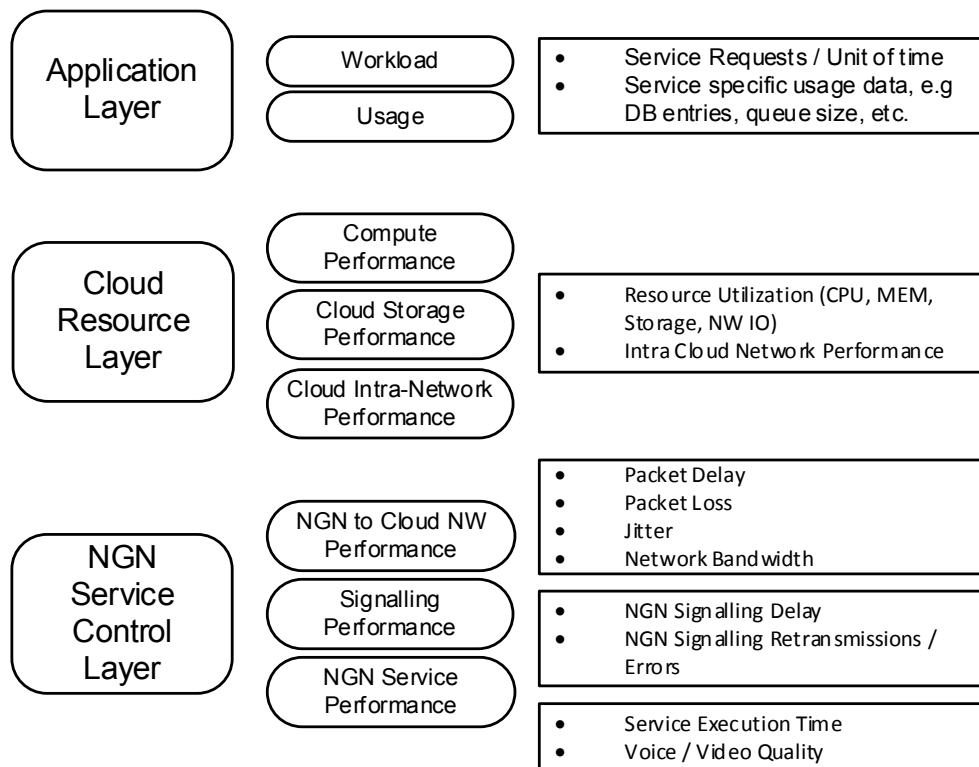 Application
Layer
Workload
Usage
• Service Requests / Unit of time
• Service specific usage data, e.g
DB entries, queue size, etc.
Cloud
Resource
Layer
Compute
Performance
Cloud Storage
Performance
Cloud Intra-Network
Performance
• Resource Utilization (CPU, MEM,
Storage, NW IO)
• Intra Cloud Network Performance
NGN
Service
Control
Layer
NGN to Cloud NW
Performance
Signalling
Performance
NGN Service
Performance
• Packet Delay
• Packet Loss
• Jitter
• Network Bandwidth
• NGN Signalling Delay
• NGN Signalling Retransmissions /
Errors
• Service Execution Time
• Voice / Video Quality